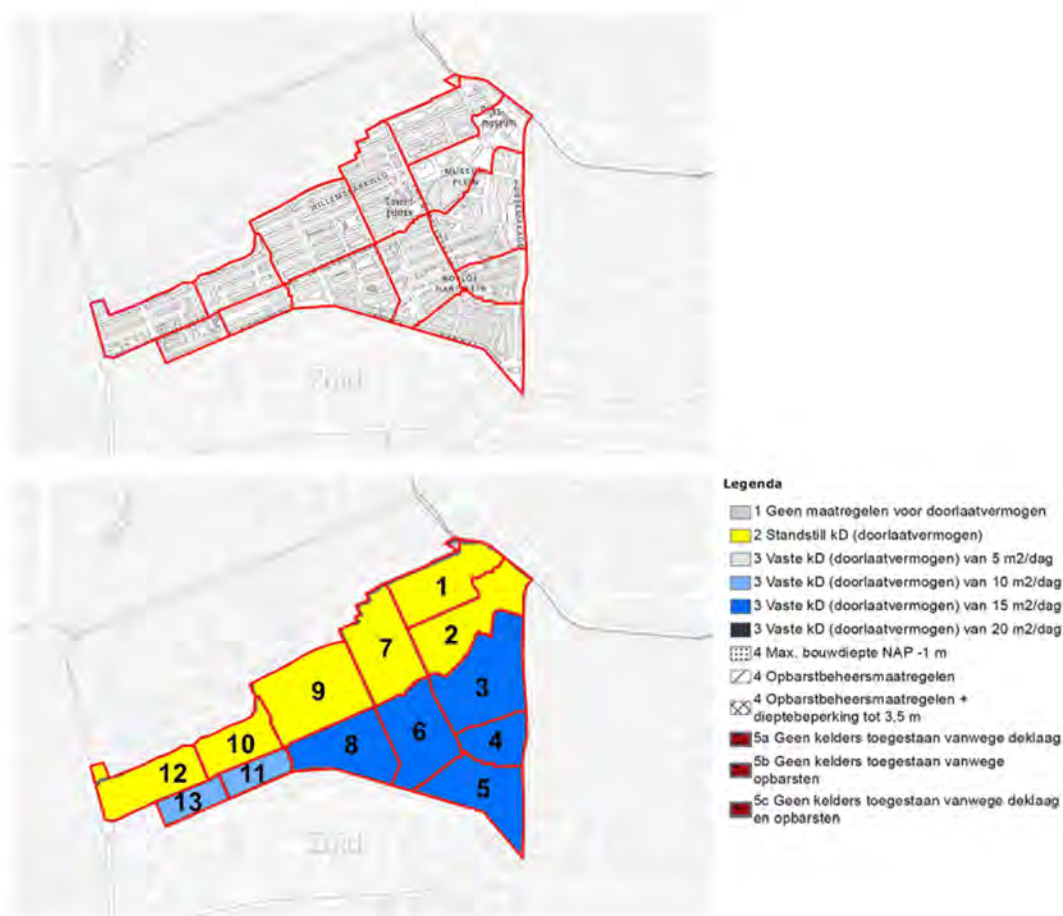 museum
MUSEUM
PLEIN
WILLEMSPARKWEG
Zuid
Legenda
1 Geen maatregelen voor doorlaatvermogen
2 Standstill kD (doorlaatvermogen)
3 Vaste kD (doorlaatvermogen) van 5 m2/dag
3 Vaste kD (doorlaatvermogen) van 10 m2/dag
3 Vaste kD (doorlaatvermogen) van 15 m2/dag
3 Vaste kD (doorlaatvermogen) van 20 m2/dag
4 Max. bouwdiepte NAP -1 m
4 Opbarstbeheersmaatregelen
4 Opbarstbeheersmaatregelen +
dieptebeperking tot 3,5 m
5a Geen kelders toegestaan vanwege deklaag
5b Geen kelders toegestaan vanwege
opbarsten
5c Geen kelders toegestaan vanwege deklaag
en opbarsten
1
2
7
3
9
6
4
10
8
12
11
5
13
Zuid